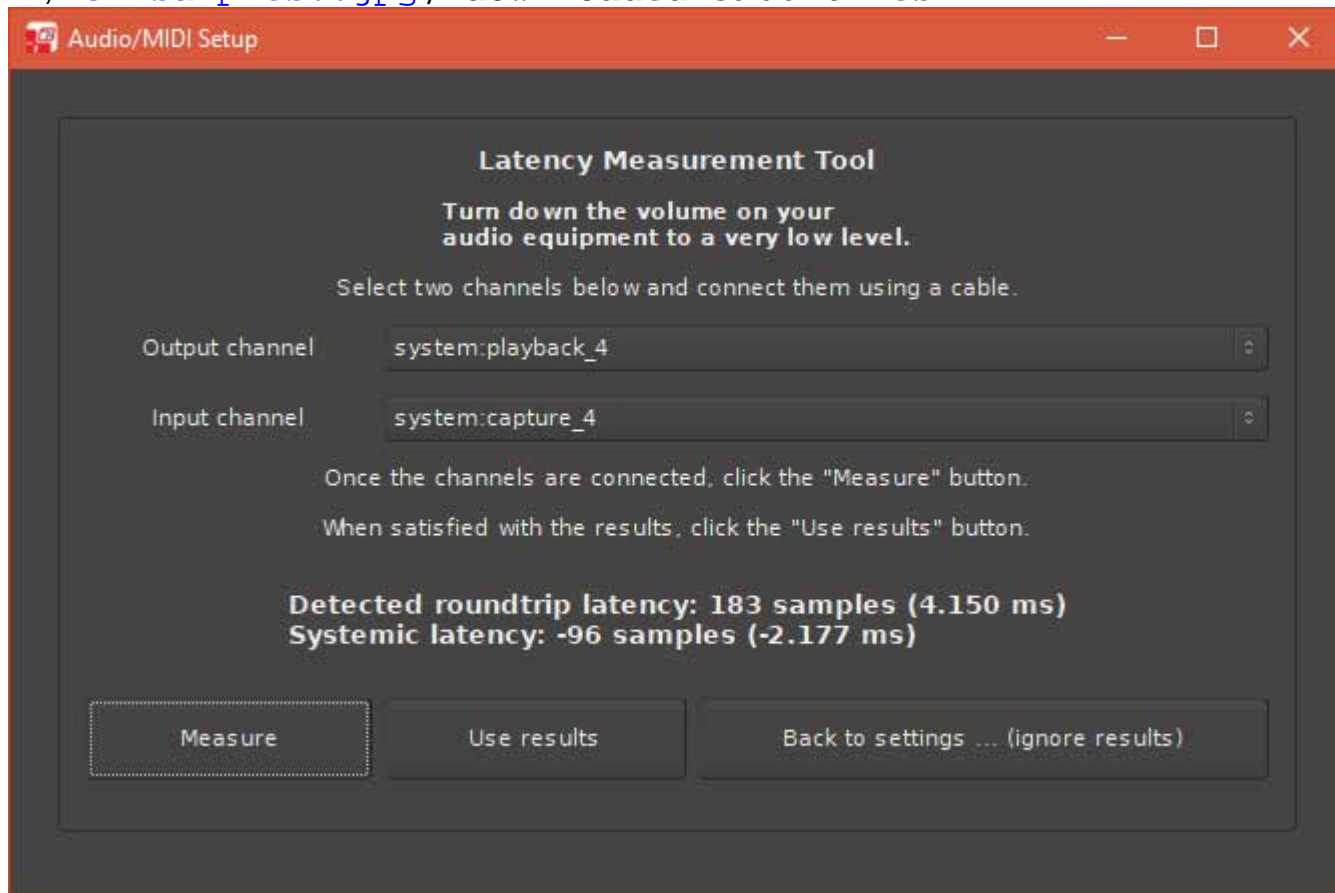 Audio/MIDI Setup
Latency Measurement Tool
Turn down the volume on your
audio equipment to a very low level.
Select two channels below and connect them using a cable.
Output channel system:playback_4
Input channel system:capture_4
Once the channels are connected, click the "Measure" button.
When satisfied with the results, click the "Use results" button.
Detected roundtrip latency: 183 samples (4.150 ms)
Systemic latency: -96 samples (-2.177 ms)
Measure Use results Back to settings ... (ignore results)